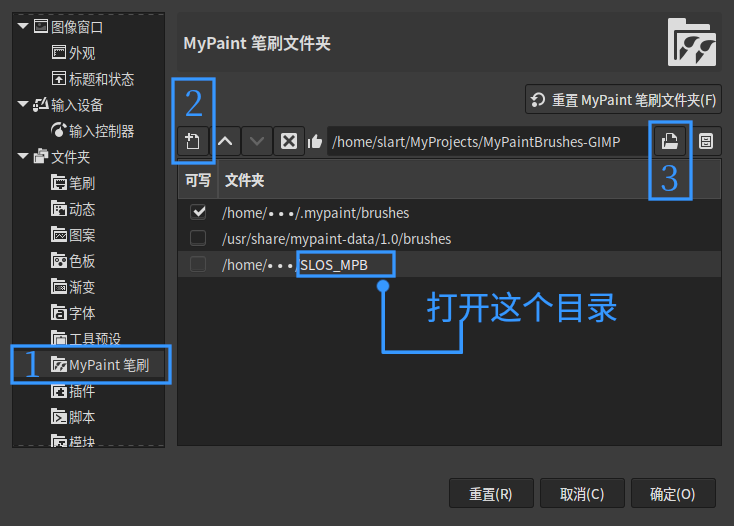 图像窗口
外观
标题和状态
输入设备
输入控制器
文件夹
笔刷
动态
图案
色板
渐变
字体
工具预设
1
MyPaint 笔刷
插件
脚本
模块
MyPaint 笔刷文件夹
重置 MyPaint 笔刷文件夹(F)
2
/home/slart/MyProjects/MyPaintBrushes-GIMP
3
可写 文件夹
/home/•••/.mypaint/brushes
/usr/share/mypaint-data/1.0/brushes
/home/•••/SLOS_MPB
打开这个目录
重置(R) 取消(C) 确定(O)